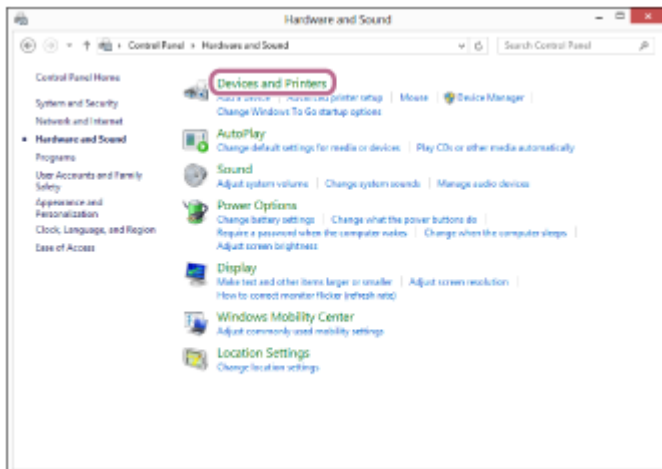 Hardware and Sound
Control Panel › Hardware and Sound
Search Control Panel
Control Panel Home
System and Security
Network and Internet
Hardware and Sound
Programs
User Accounts and Family
Safety
Appearance and
Personalization
Clock, Language, and Region
Ease of Access
Devices and Printers
Add a device | Advanced printer setup | Mouse | Device Manager |
Change Windows To Go startup options
AutoPlay
Change default settings for media or devices | Play CDs or other media automatically
Sound
Adjust system volume | Change system sounds | Manage audio devices
Power Options
Change battery settings | Change what the power buttons do |
Require a password when the computer wakes | Change when the computer sleeps |
Adjust screen brightness
Display
Make text and other items larger or smaller | Adjust screen resolution |
How to correct monitor flicker (refresh rate)
Windows Mobility Center
Adjust commonly used mobility settings
Location Settings
Change location settings